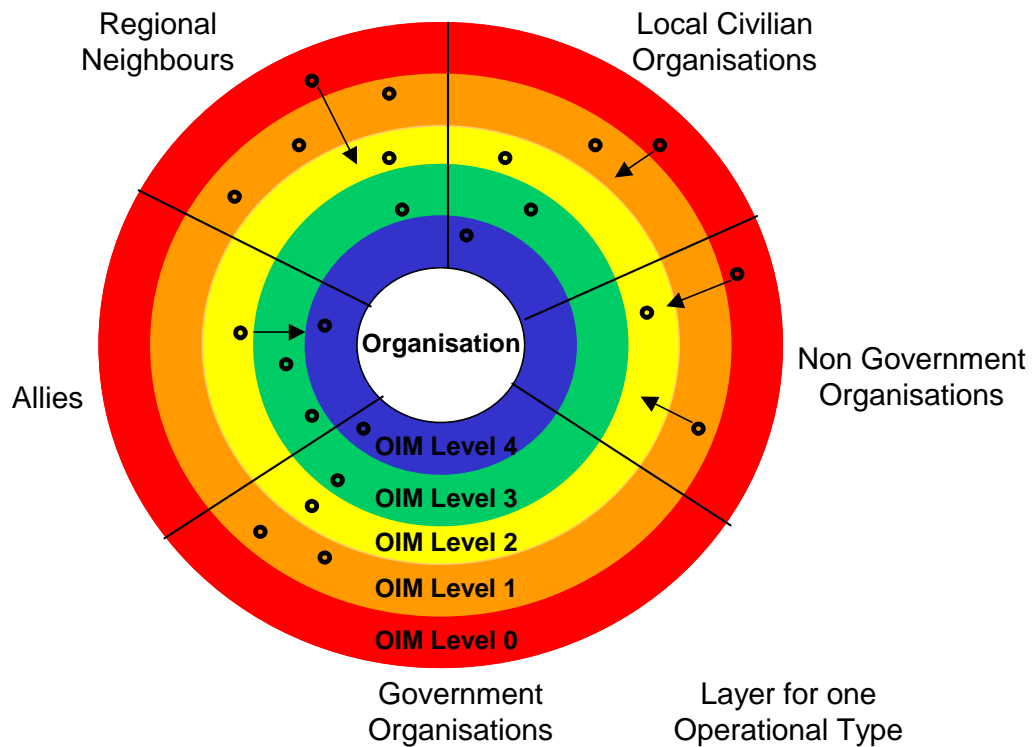 Regional
Neighbours
Local Civilian
Organisations
Organisation
Allies
Non Government
Organisations
OIM Level 4
OIM Level 3
OIM Level 2
OIM Level 1
OIM Level 0
Government
Organisations
Layer for one
Operational Type